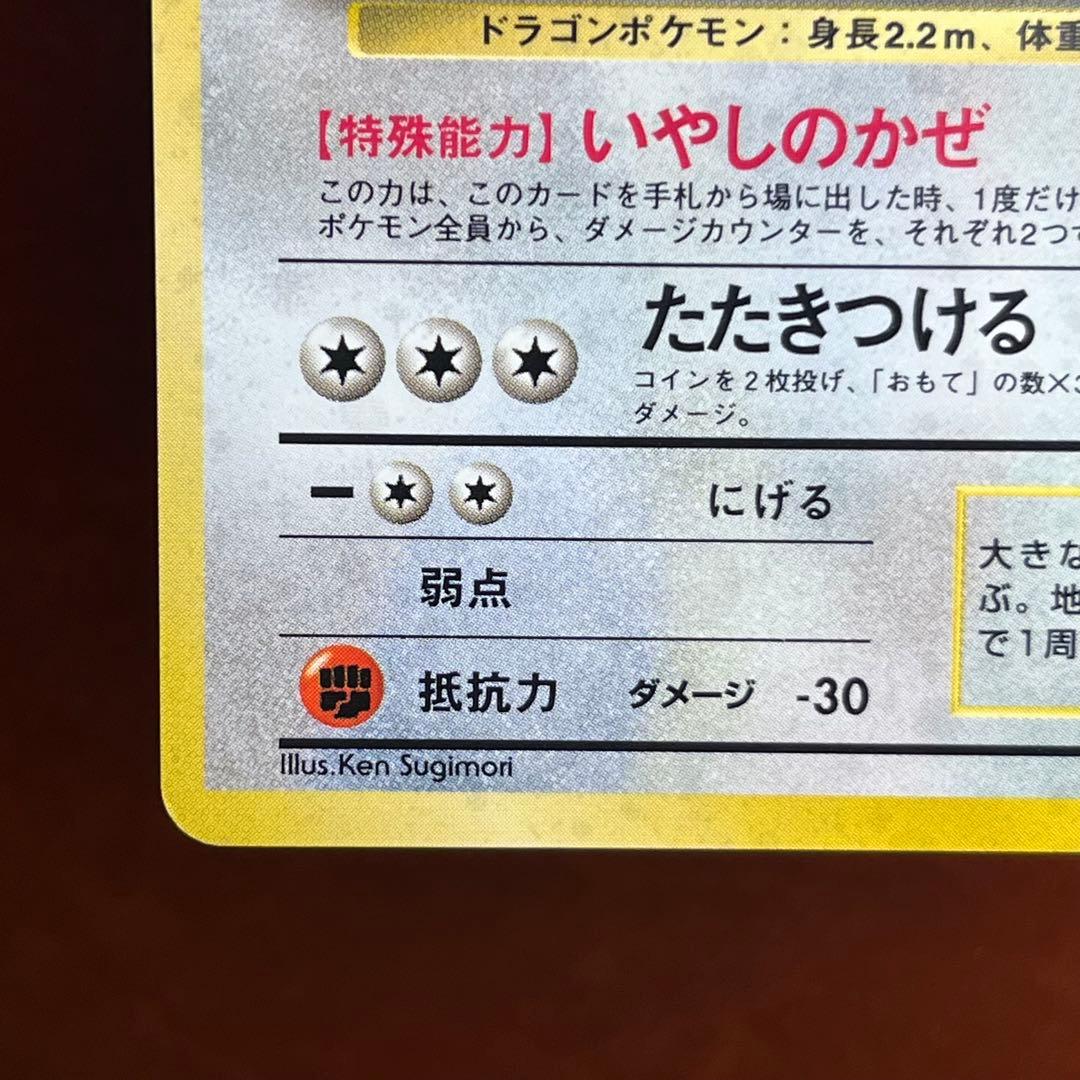 ドラゴンポケモン：身長2.2m、体重
【特殊能力】いやしのかぜ
この力は、このカードを手札から場に出した時、1度だけ
ポケモン全員から、ダメージカウンターを、それぞれ2つ
たたきつける
コインを2枚投げ、「おもて」の数×
ダメージ。
ー にげる
弱点
抵抗力 ダメージ -30
Illus.Ken Sugimori
大きな
ぶ。地
で1周